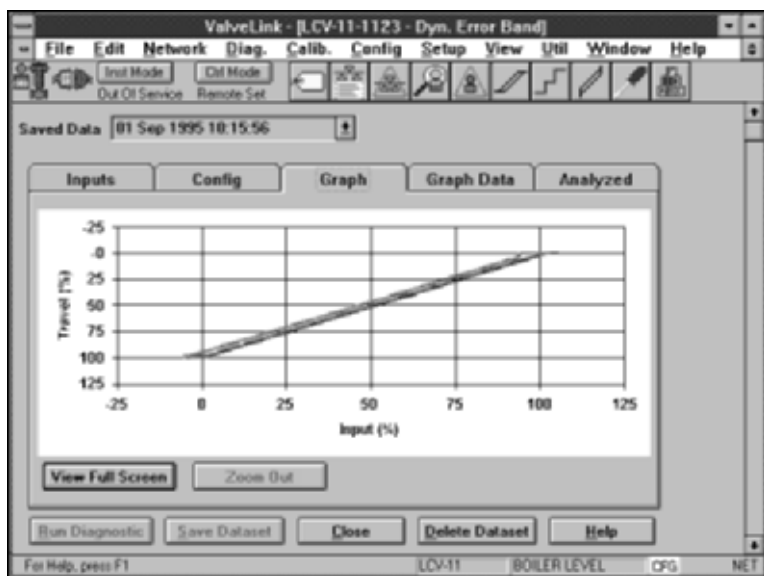 ValveLink - [LCV-11-1123 - Dyn. Error Band]
File Edit Network Diag. Calib. Config Setup View Util Window Help
Inst Mode Ctrl Mode
Out Of Service Remote Set
Saved Data 01 Sep 1995 10:15:56
Inputs Config Graph Graph Data Analyzed
-25
-0
25
50
75
100
125
Travel (%)
-25 0 25 50 75 100 125
Input (%)
View Full Screen Zoom Out
Run Diagnostic Save Dataset Close Delete Dataset Help
For Help, press F1 LCV-11 BOILER LEVEL CFG NET